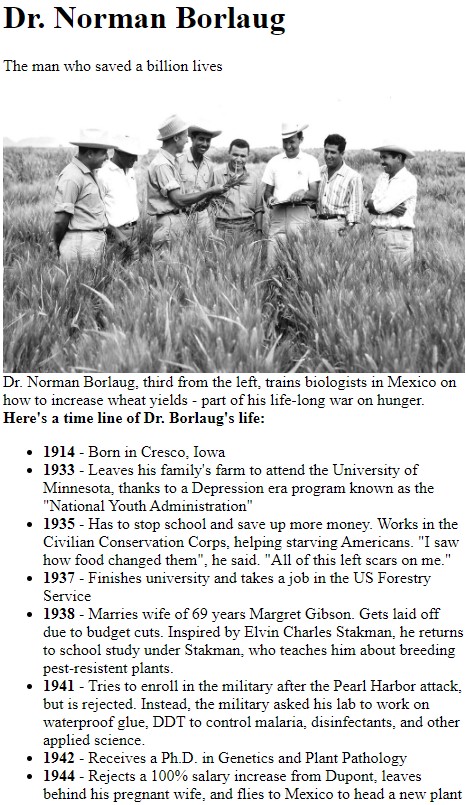 Dr. Norman Borlaug
The man who saved a billion lives
Dr. Norman Borlaug, third from the left, trains biologists in Mexico on
how to increase wheat yields - part of his life-long war on hunger.
Here's a time line of Dr. Borlaug's life:
• 1914 - Born in Cresco, Iowa
• 1933 - Leaves his family's farm to attend the University of
Minnesota, thanks to a Depression era program known as the
"National Youth Administration"
• 1935 - Has to stop school and save up more money. Works in the
Civilian Conservation Corps, helping starving Americans. "I saw
how food changed them", he said. "All of this left scars on me."
• 1937 - Finishes university and takes a job in the US Forestry
Service
• 1938 - Marries wife of 69 years Margret Gibson. Gets laid off
due to budget cuts. Inspired by Elvin Charles Stakman, he returns
to school study under Stakman, who teaches him about breeding
pest-resistent plants.
• 1941 - Tries to enroll in the military after the Pearl Harbor attack,
but is rejected. Instead, the military asked his lab to work on
waterproof glue, DDT to control malaria, disinfectants, and other
applied science.
• 1942 - Receives a Ph.D. in Genetics and Plant Pathology
• 1944 - Rejects a 100% salary increase from Dupont, leaves
behind his pregnant wife, and flies to Mexico to head a new plant